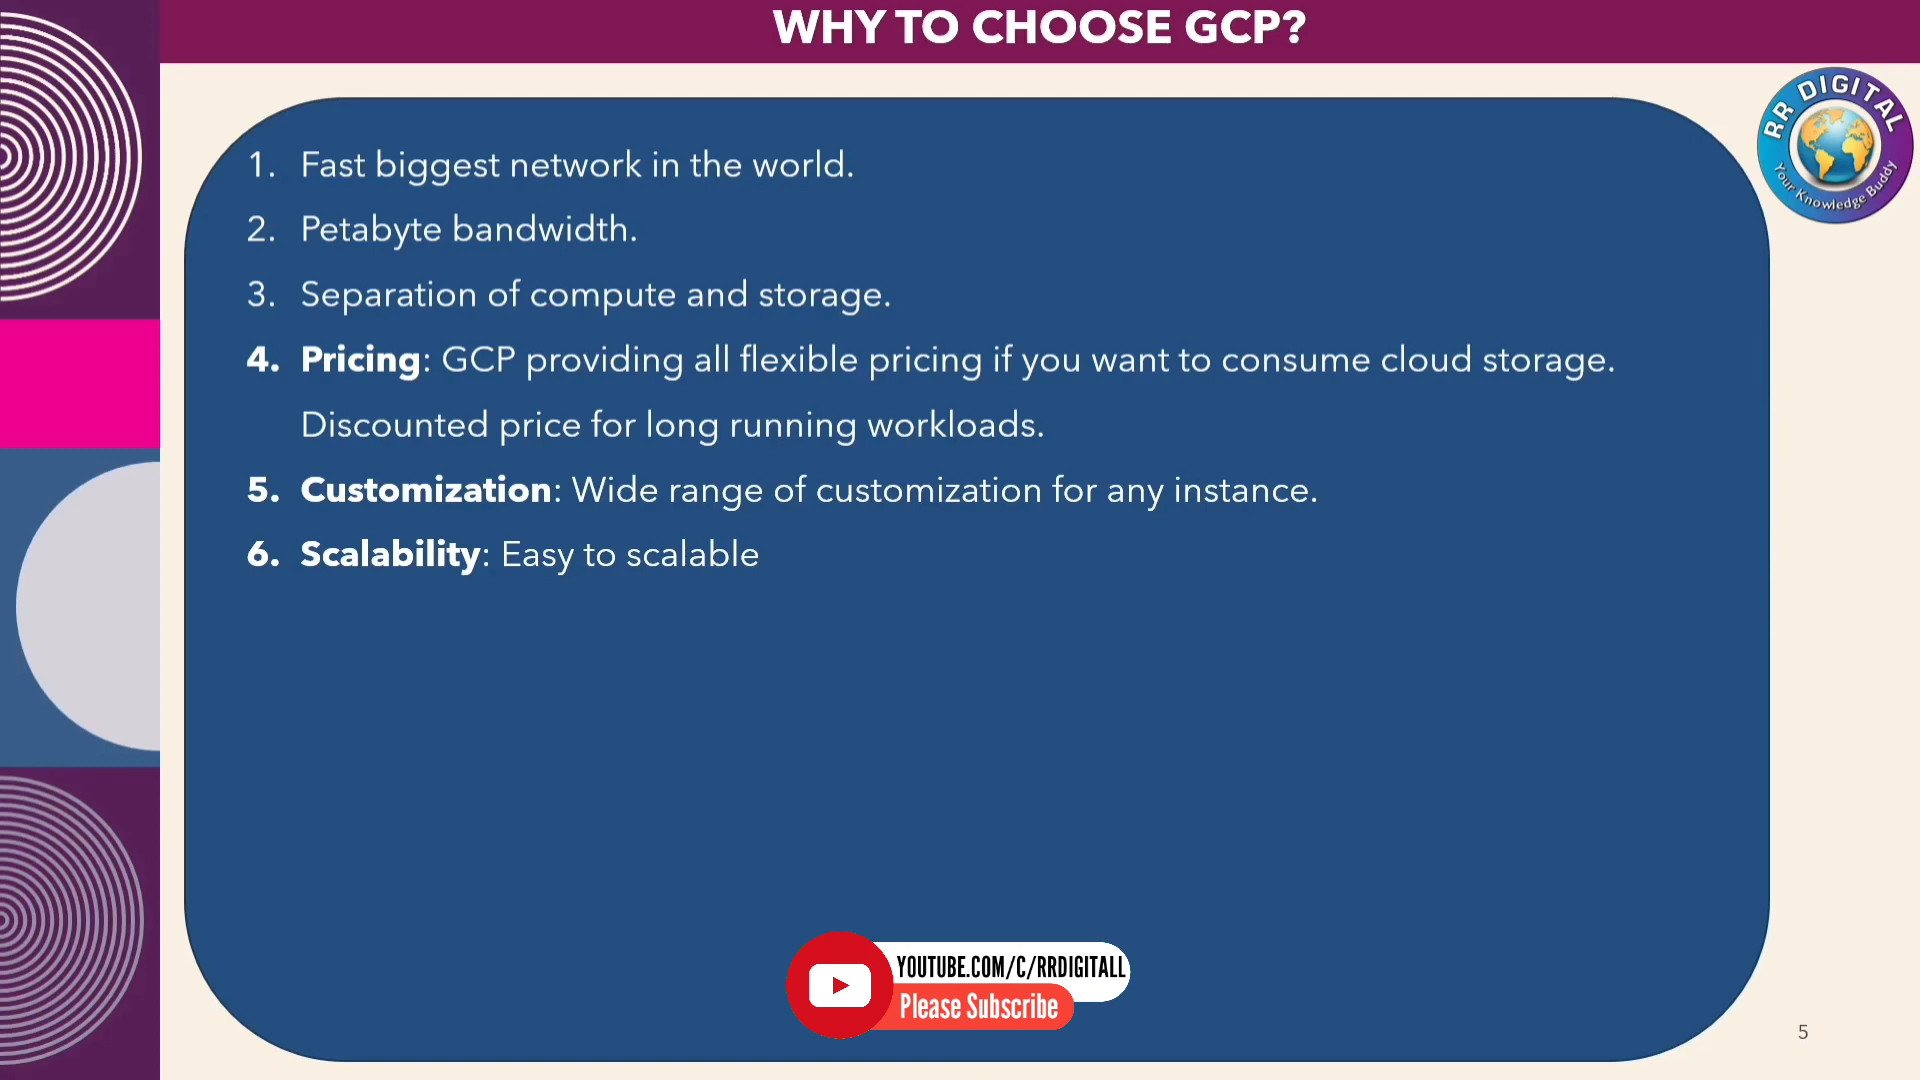 WHY TO CHOOSE GCP?
RR DIGITAL
Your Knowledge Buddy
1. Fast biggest network in the world.
2. Petabyte bandwidth.
3. Separation of compute and storage.
4. Pricing: GCP providing all flexible pricing if you want to consume cloud storage.
Discounted price for long running workloads.
5. Customization: Wide range of customization for any instance.
6. Scalability: Easy to scalable
YOUTUBE.COM/C/RRDIGITALL
Please Subscribe
5